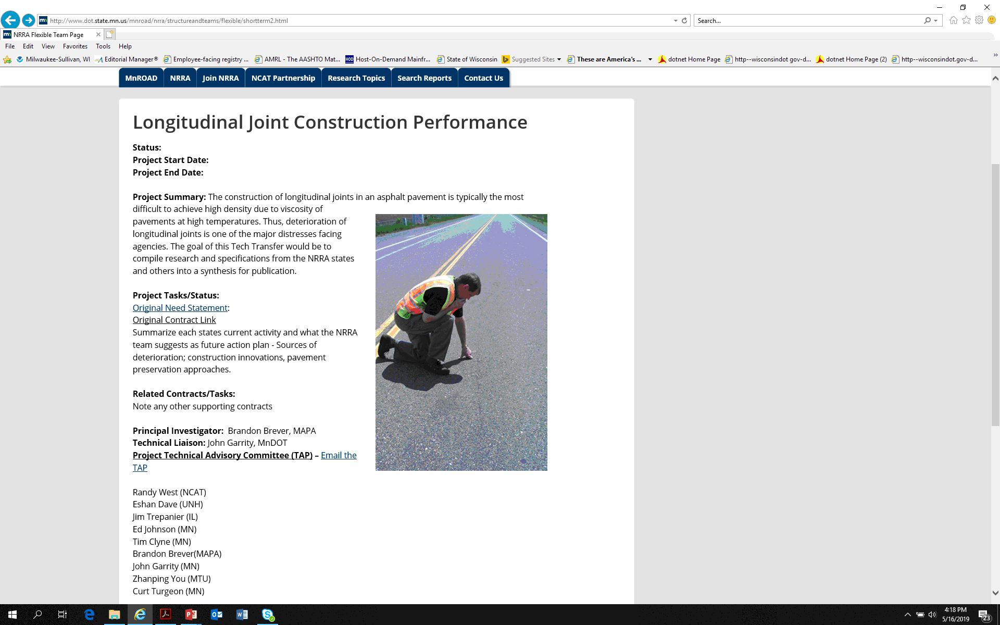 http://www.dot.state.mn.us/mnroad/nrra/structureandteams/flexible/shortterm2.html
Search...
NRRA Flexible Team Page
File Edit View Favorites Tools Help
Milwaukee-Sullivan, WI Editorial Manager® Employee-facing registry ... AMRL - The AASHTO Mat... Host-On-Demand Mainfr... State of Wisconsin Suggested Sites These are America's ... dotnet Home Page http--wisconsindot gov-d... dotnet Home Page (2) http--wisconsindot.gov-d...
MnROAD NRRA Join NRRA NCAT Partnership Research Topics Search Reports Contact Us
Longitudinal Joint Construction Performance
Status:
Project Start Date:
Project End Date:
Project Summary: The construction of longitudinal joints in an asphalt pavement is typically the most
difficult to achieve high density due to viscosity of
pavements at high temperatures. Thus, deterioration of
longitudinal joints is one of the major distresses facing
agencies. The goal of this Tech Transfer would be to
compile research and specifications from the NRRA states
and others into a synthesis for publication.
Project Tasks/Status:
Original Need Statement:
Original Contract Link
Summarize each states current activity and what the NRRA
team suggests as future action plan - Sources of
deterioration; construction innovations, pavement
preservation approaches.
Related Contracts/Tasks:
Note any other supporting contracts
Principal Investigator: Brandon Brever, MAPA
Technical Liaison: John Garrity, MnDOT
Project Technical Advisory Committee (TAP) – Email the
TAP
Randy West (NCAT)
Eshan Dave (UNH)
Jim Trepanier (IL)
Ed Johnson (MN)
Tim Clyne (MN)
Brandon Brever(MAPA)
John Garrity (MN)
Zhanping You (MTU)
Curt Turgeon (MN)
4:18 PM
5/16/2019
23